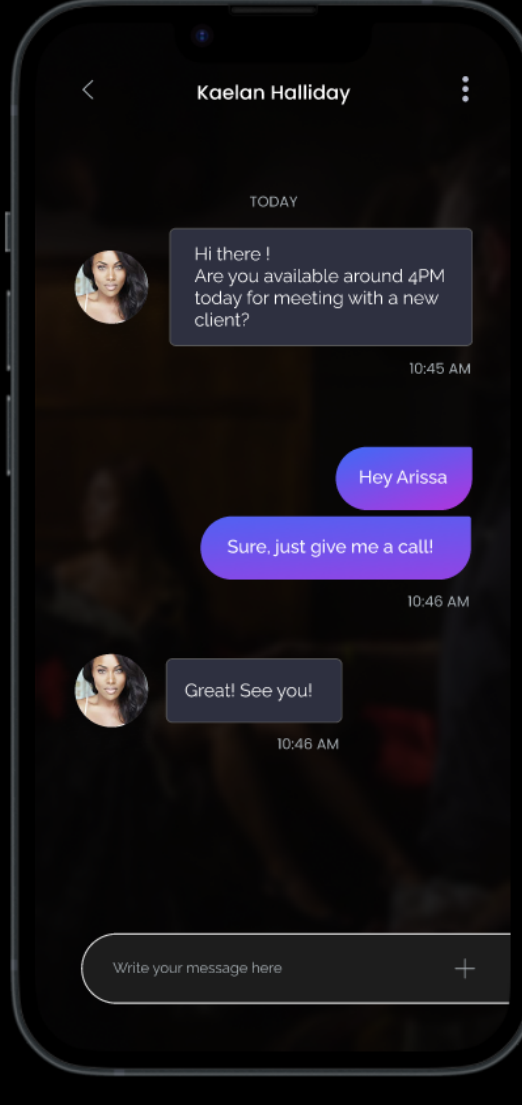 Kaelan Halliday
TODAY
Hi there !
Are you available around 4PM
today for meeting with a new
client?
10:45 AM
Hey Arissa
Sure, just give me a call!
10:46 AM
Great! See you!
10:46 AM
Write your message here